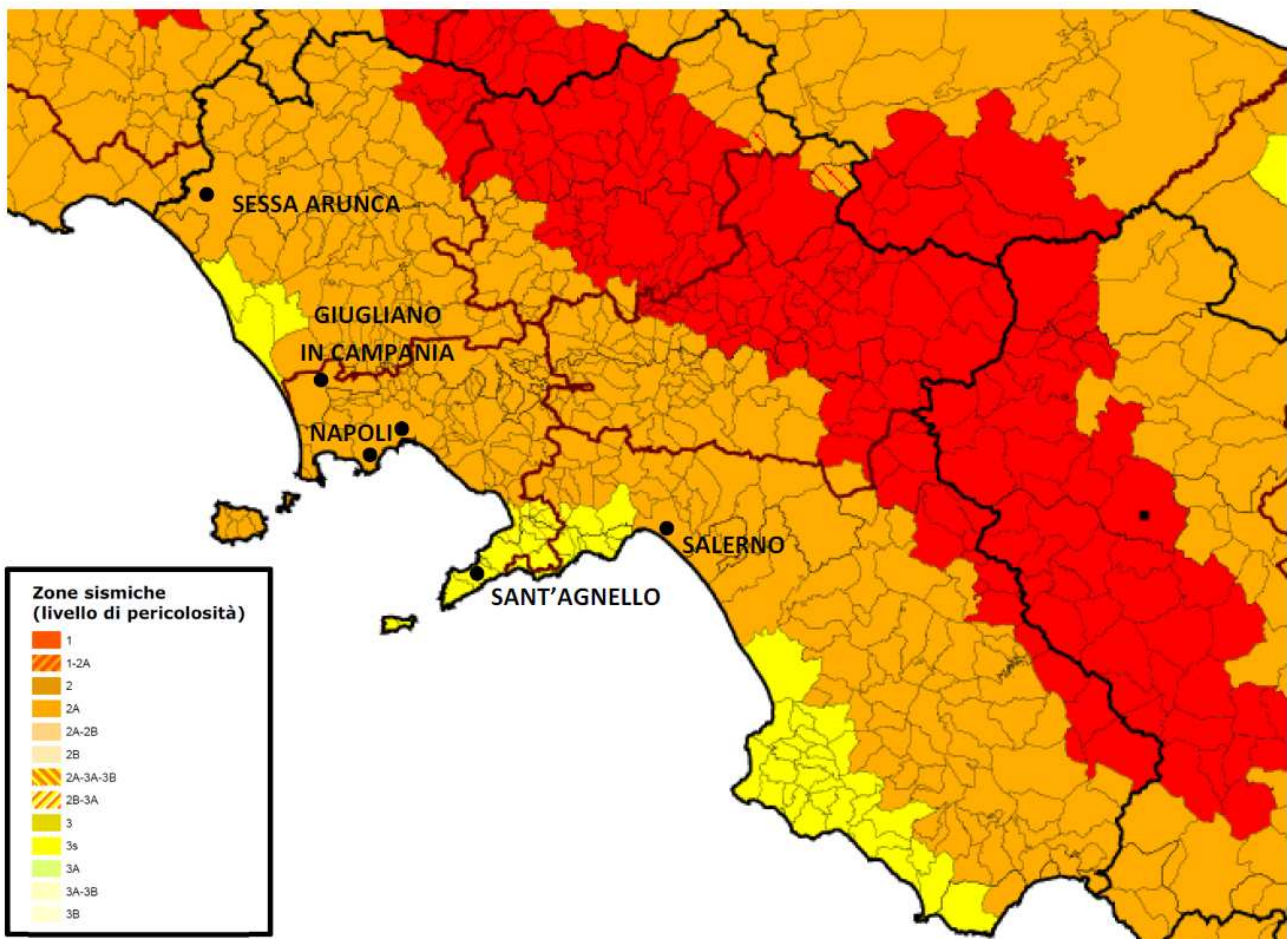 SESSA ARUNCA
GIUGLIANO
IN CAMPANIA
NAPOLI
SALERNO
SANT'AGNELLO
Zone sismiche
(livello di pericolosità)
1
1-2A
2
2A
2A-2B
2B
2A-3A-3B
2B-3A
3
3s
3A
3A-3B
3B